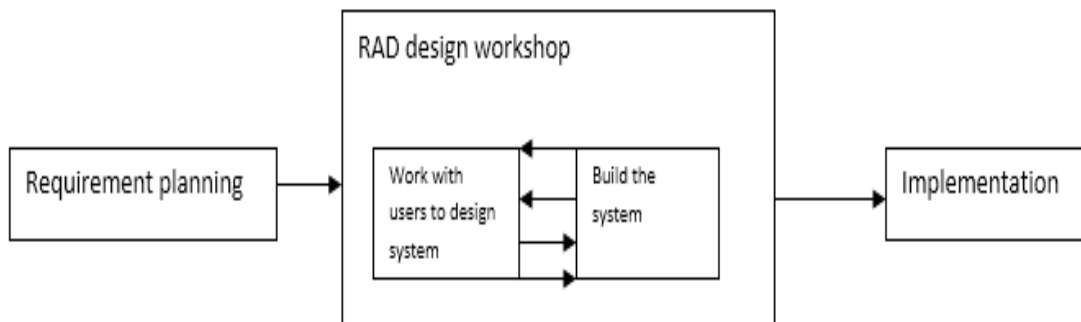 RAD design workshop
Requirement planning
Work with
users to design
system
Build the
system
Implementation